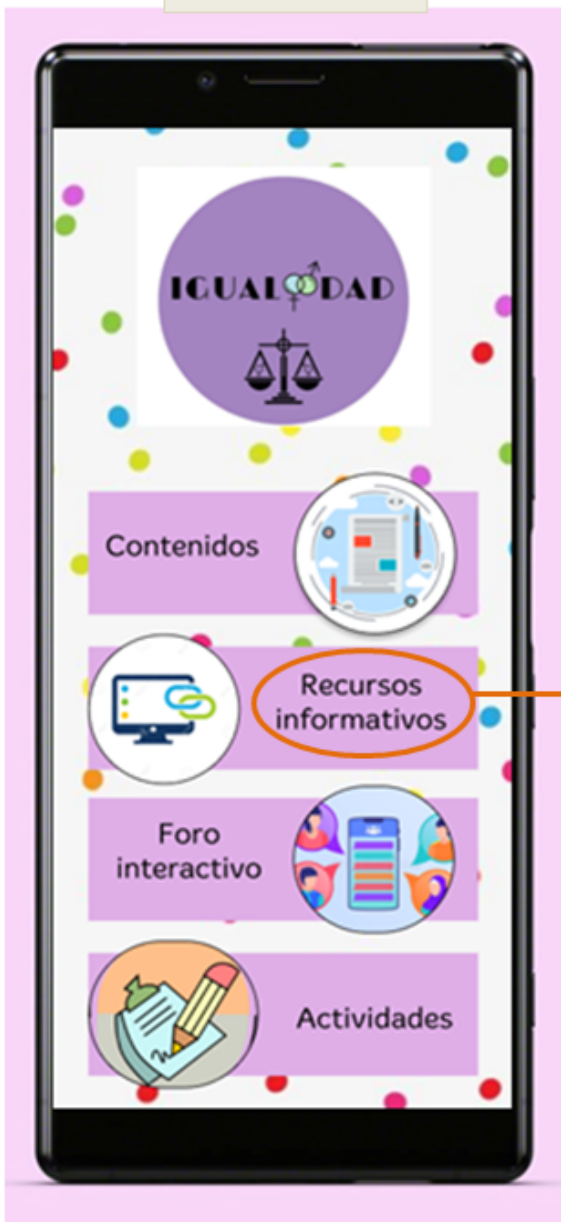 IGUALDAD
Contenidos
Recursos
informativos
Foro
interactivo
Actividades